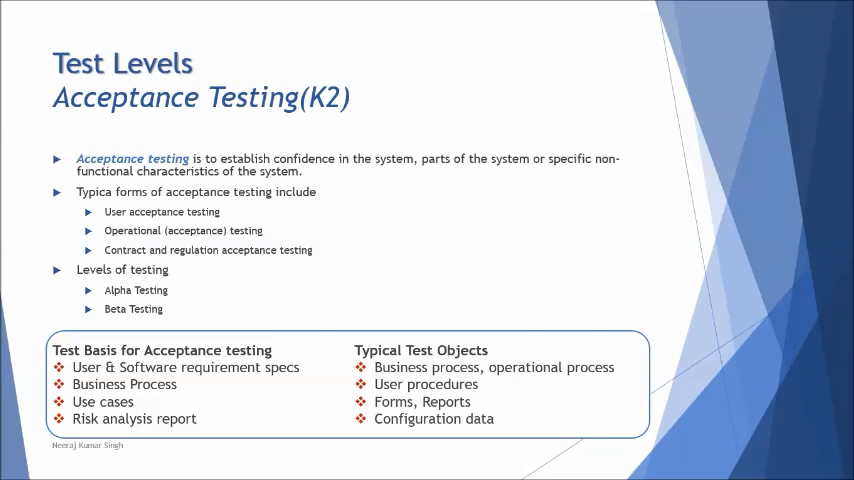 Test Levels
Acceptance Testing(K2)
Acceptance testing is to establish confidence in the system, parts of the system or specific non-
functional characteristics of the system.
Typica forms of acceptance testing include
User acceptance testing
Operational (acceptance) testing
Contract and regulation acceptance testing
Levels of testing
Alpha Testing
Beta Testing
Test Basis for Acceptance testing
User & Software requirement specs
Business Process
Use cases
Risk analysis report
Typical Test Objects
Business process, operational process
User procedures
Forms, Reports
Configuration data
Neeraj Kumar Singh